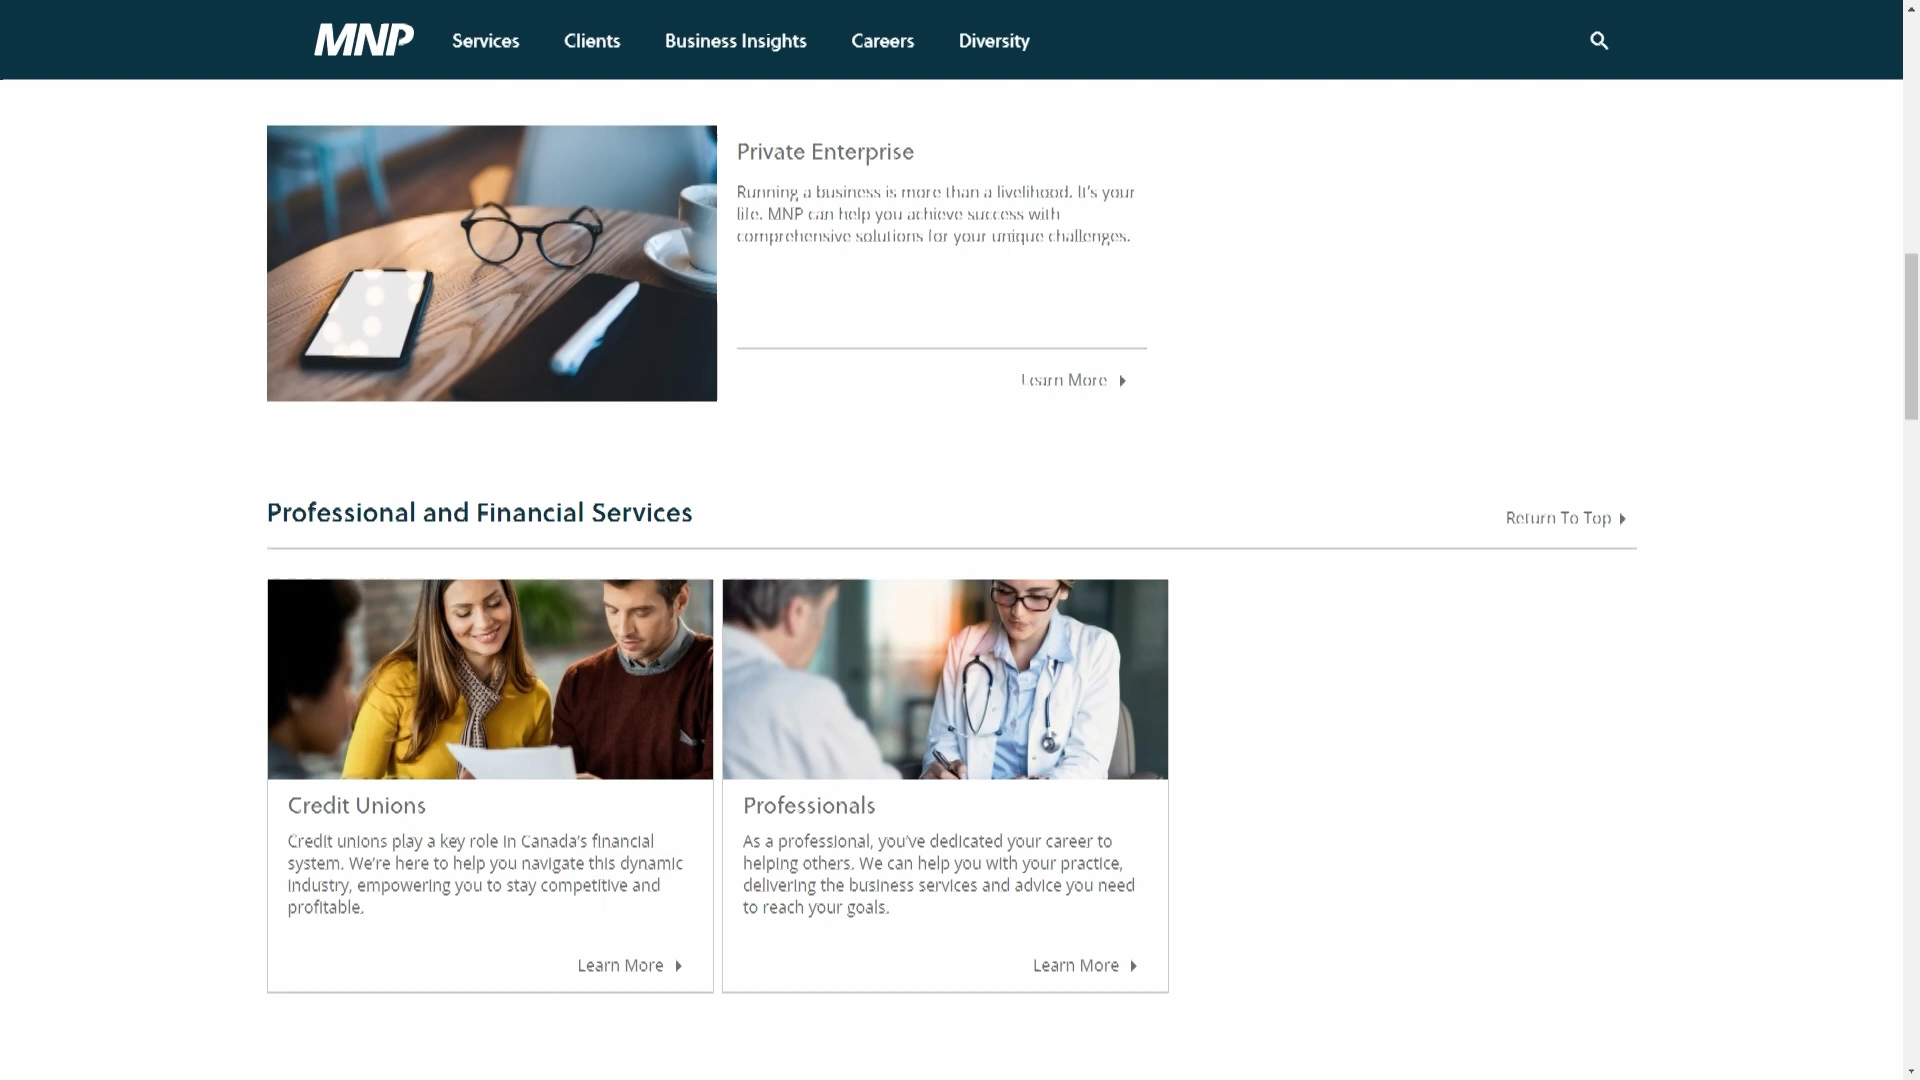 MNP Services Clients Business Insights Careers Diversity
Private Enterprise
Running a business is more than a livelihood. It's your
life. MNP can help you achieve success with
comprehensive solutions for your unique challenges.
Learn More
Professional and Financial Services
Return To Top
Credit Unions
Credit unions play a key role in Canada's financial
system. We're here to help you navigate this dynamic
industry, empowering you to stay competitive and
profitable.
Learn More
Professionals
As a professional, you've dedicated your career to
helping others. We can help you with your practice,
delivering the business services and advice you need
to reach your goals.
Learn More